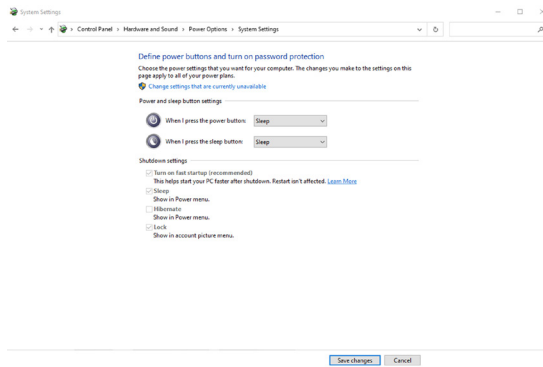 System Settings
Control Panel > Hardware and Sound > Power Options > System Settings
Define power buttons and turn on password protection
Choose the power settings that you want for your computer. The changes you make to the settings on this
page apply to all of your power plans.
Change settings that are currently unavailable
Power and sleep button settings
When I press the power button: Sleep
When I press the sleep button: Sleep
Shutdown settings
Turn on fast startup (recommended)
This helps start your PC faster after shutdown. Restart isn't affected. Learn More
Sleep
Show in Power menu.
Hibernate
Show in Power menu.
Lock
Show in account picture menu.
Save changes Cancel